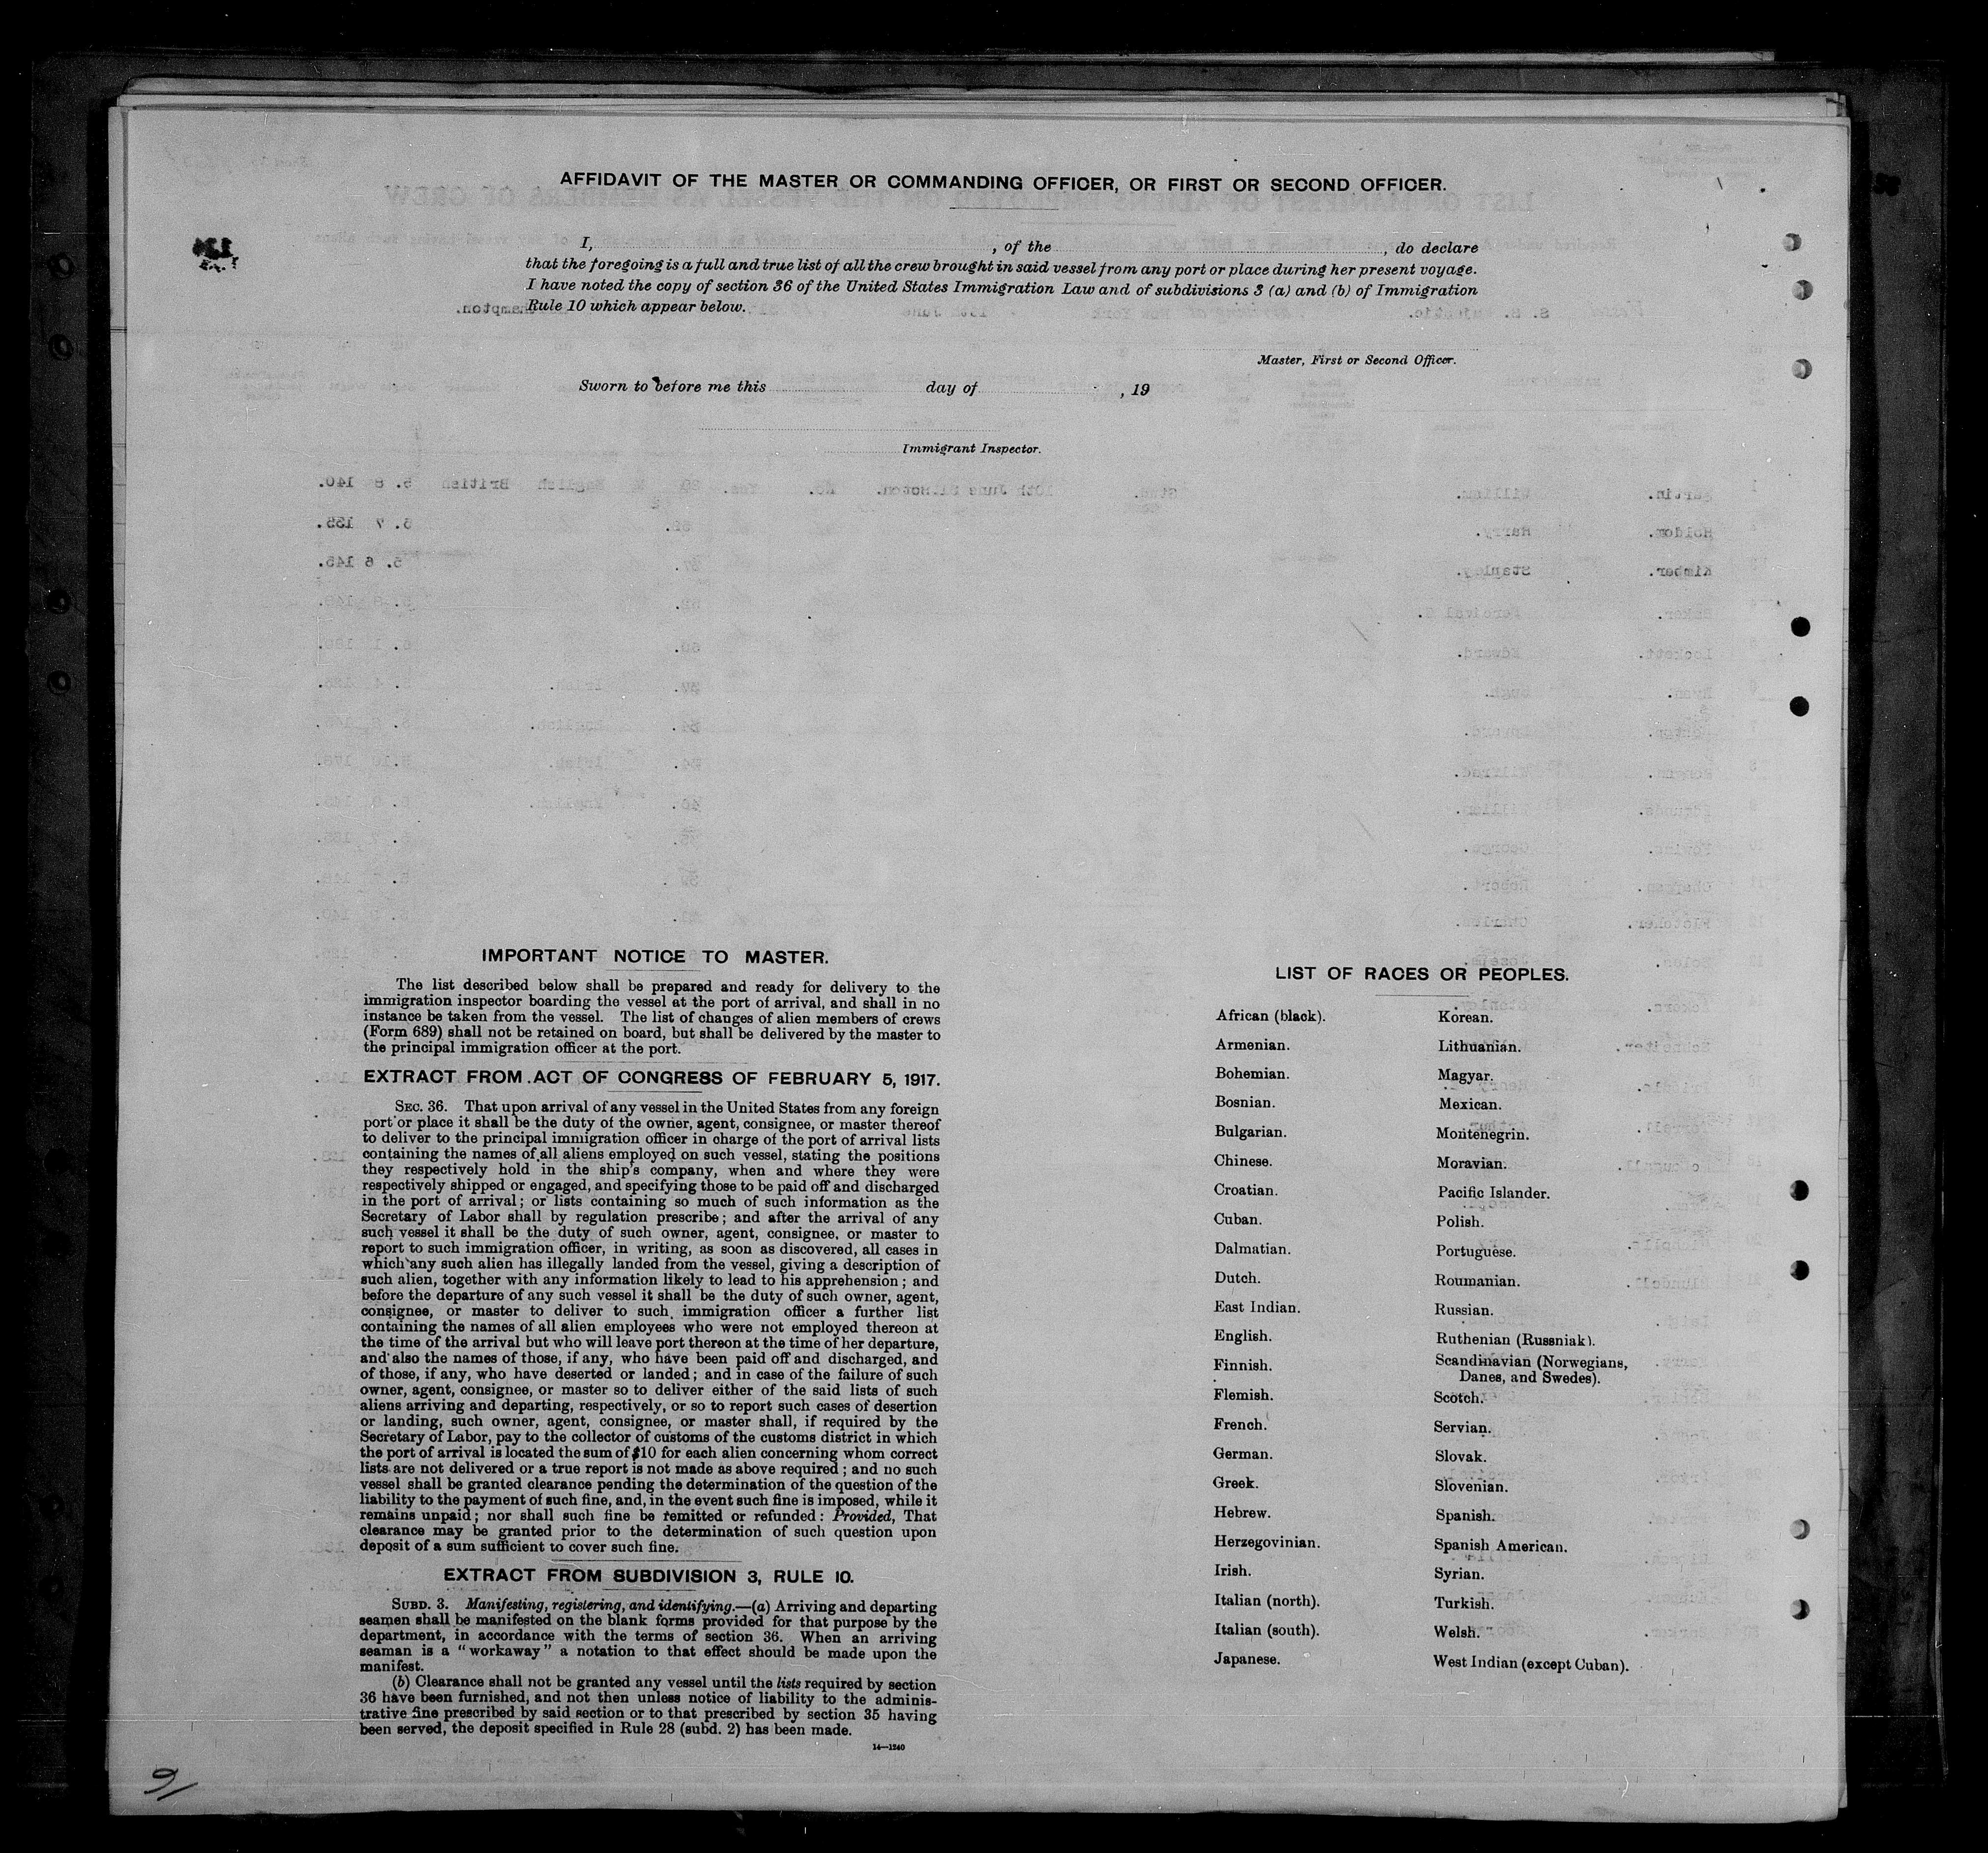 AFFIDAVIT OF THE MASTER OR COMMANDING OFFICER, OR FIRST OR SECOND OFFICER.
I, , of the , do declare
that the foregoing is a full and true list of all the crew brought in said vessel from any port or place during her present voyage.
I have noted the copy of section 36 of the United States Immigration Law and of subdivisions 3 (a) and (b) of Immigration
Rule 10 which appear below.
Master, First or Second Officer.
Sworn to before me this day of , 19
Immigrant Inspector.
IMPORTANT NOTICE TO MASTER.
The list described below shall be prepared and ready for delivery to the
immigration inspector boarding the vessel at the port of arrival, and shall in no
instance be taken from the vessel. The list of changes of alien members of crews
(Form 689) shall not be retained on board, but shall be delivered by the master to
the principal immigration officer at the port.
EXTRACT FROM ACT OF CONGRESS OF FEBRUARY 5, 1917.
SEC. 36. That upon arrival of any vessel in the United States from any foreign
port or place it shall be the duty of the owner, agent, consignee, or master thereof
to deliver to the principal immigration officer in charge of the port of arrival lists
containing the names of all aliens employed on such vessel, stating the positions
they respectively hold in the ship's company, when and where they were
respectively shipped or engaged, and specifying those to be paid off and discharged
in the port of arrival; or lists containing so much of such information as the
Secretary of Labor shall by regulation prescribe; and after the arrival of any
such vessel it shall be the duty of such owner, agent, consignee, or master to
report to such immigration officer, in writing, as soon as discovered, all cases in
which any such alien has illegally landed from the vessel, giving a description of
such alien, together with any information likely to lead to his apprehension; and
before the departure of any such vessel it shall be the duty of such owner, agent,
consignee, or master to deliver to such immigration officer a further list
containing the names of all alien employees who were not employed thereon at
the time of the arrival but who will leave port thereon at the time of her departure,
and also the names of those, if any, who have been paid off and discharged, and
of those, if any, who have deserted or landed; and in case of the failure of such
owner, agent, consignee, or master so to deliver either of the said lists of such
aliens arriving and departing, respectively, or so to report such cases of desertion
or landing, such owner, agent, consignee, or master shall, if required by the
Secretary of Labor, pay to the collector of customs of the customs district in which
the port of arrival is located the sum of $10 for each alien concerning whom correct
lists are not delivered or a true report is not made as above required; and no such
vessel shall be granted clearance pending the determination of the question of the
liability to the payment of such fine, and, in the event such fine is imposed, while it
remains unpaid; nor shall such fine be remitted or refunded: Provided, That
clearance may be granted prior to the determination of such question upon
deposit of a sum sufficient to cover such fine.
EXTRACT FROM SUBDIVISION 3, RULE 10.
SUBD. 3. Manifesting, registering, and identifying.—(a) Arriving and departing
seamen shall be manifested on the blank forms provided for that purpose by the
department, in accordance with the terms of section 36. When an arriving
seaman is a "workaway" a notation to that effect should be made upon the
manifest.
(b) Clearance shall not be granted any vessel until the lists required by section
36 have been furnished, and not then unless notice of liability to the adminis-
trative fine prescribed by said section or to that prescribed by section 35 having
been served, the deposit specified in Rule 28 (subd. 2) has been made.
14—1240
LIST OF RACES OR PEOPLES.
African (black).
Armenian.
Bohemian.
Bosnian.
Bulgarian.
Chinese.
Croatian.
Cuban.
Dalmatian.
Dutch.
East Indian.
English.
Finnish.
Flemish.
French.
German.
Greek.
Hebrew.
Herzegovinian.
Irish.
Italian (north).
Italian (south).
Japanese.
Korean.
Lithuanian.
Magyar.
Mexican.
Montenegrin.
Moravian.
Pacific Islander.
Polish.
Portuguese.
Roumanian.
Russian.
Ruthenian (Russniak).
Scandinavian (Norwegians,
Danes, and Swedes).
Scotch.
Servian.
Slovak.
Slovenian.
Spanish.
Spanish American.
Syrian.
Turkish.
Welsh.
West Indian (except Cuban).